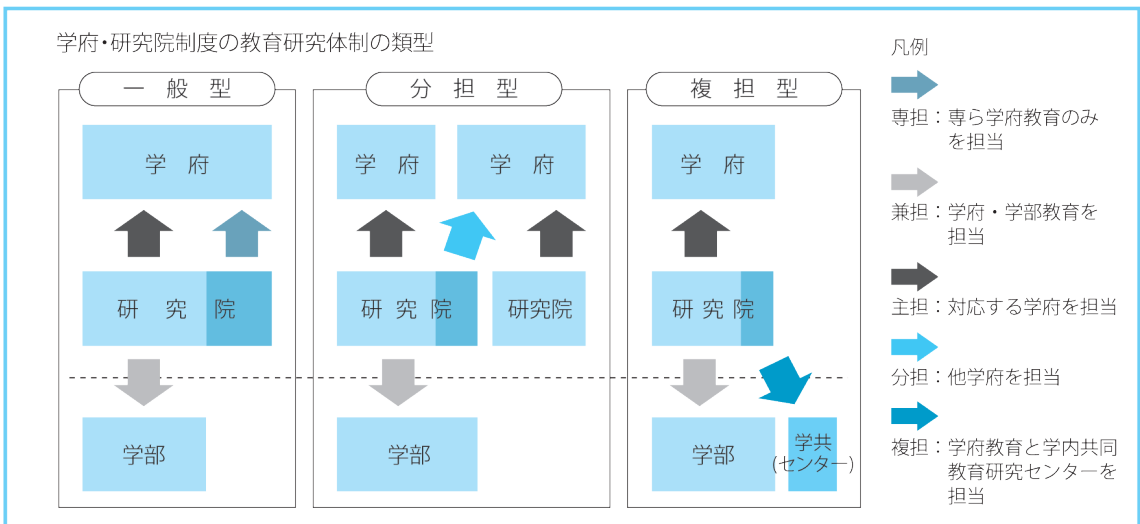 学府・研究院制度の教育研究体制の類型
一般型
学府
研究院
学部
分担型
学府
学府
研究院
研究院
学部
複担型
学府
研究院
学部
学共
(センター)
凡例
専担：専ら学府教育のみ
を担当
兼担：学府・学部教育を
担当
主担：対応する学府を担当
分担：他学府を担当
複担：学府教育と学内共同
教育研究センターを
担当